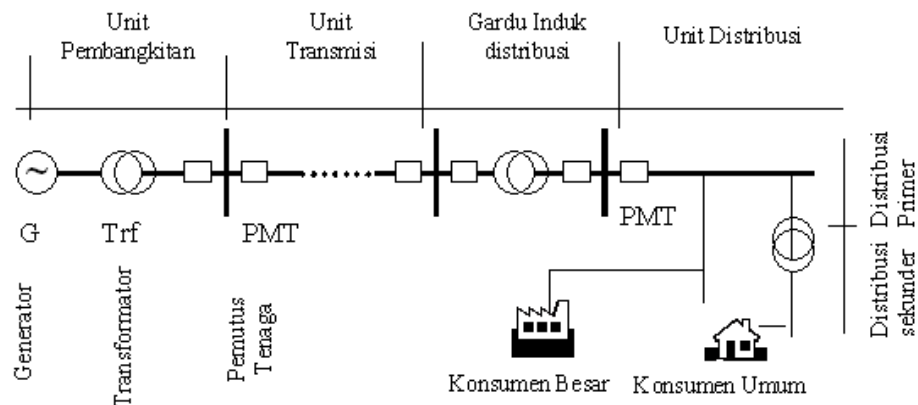 Unit
Pembangkitan
Unit
Transmisi
Gardu Induk
distribusi
Unit Distribusi
~
G
Trf
PMT
PMT
Generator
Transformator
Pemutus
Tenaga
Distribusi
Primer
Distribusi
sekunder
Konsumen Besar
Konsumen Umum